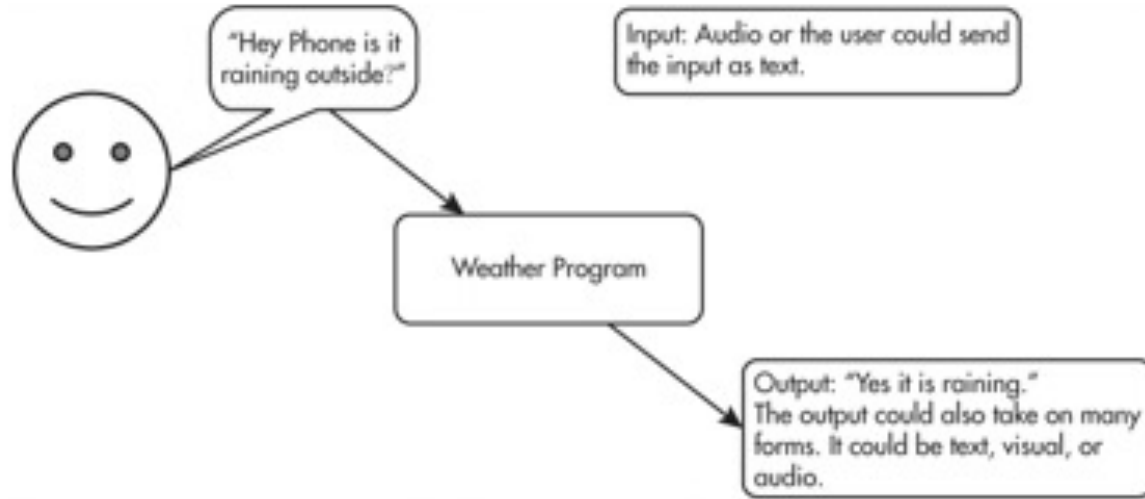 “Hey Phone is it
raining outside?”
Input: Audio or the user could send
the input as text.
Weather Program
Output: “Yes it is raining.”
The output could also take on many
forms. It could be text, visual, or
audio.